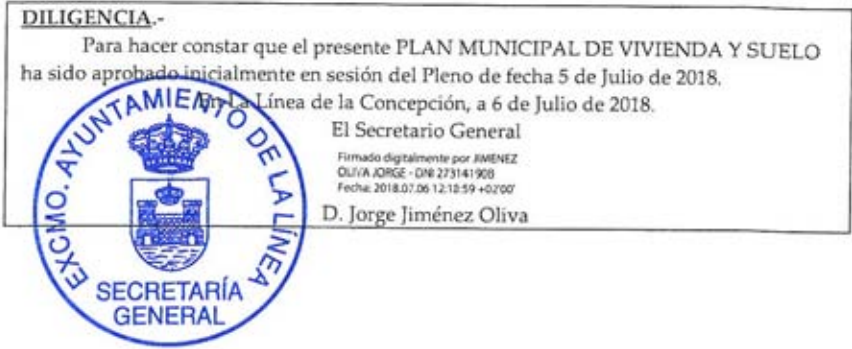 DILIGENCIA.-
Para hacer constar que el presente PLAN MUNICIPAL DE VIVIENDA Y SUELO
ha sido aprobado inicialmente en sesión del Pleno de fecha 5 de Julio de 2018.
En La Línea de la Concepción, a 6 de Julio de 2018.
El Secretario General
Firmado digitalmente por JIMENEZ
OLIVA JORGE - DNI 27314190B
Fecha: 2018.07.06 12:18:59 +02'00'
D. Jorge Jiménez Oliva
EXCMO. AYUNTAMIENTO DE LA LÍNEA
SECRETARÍA
GENERAL